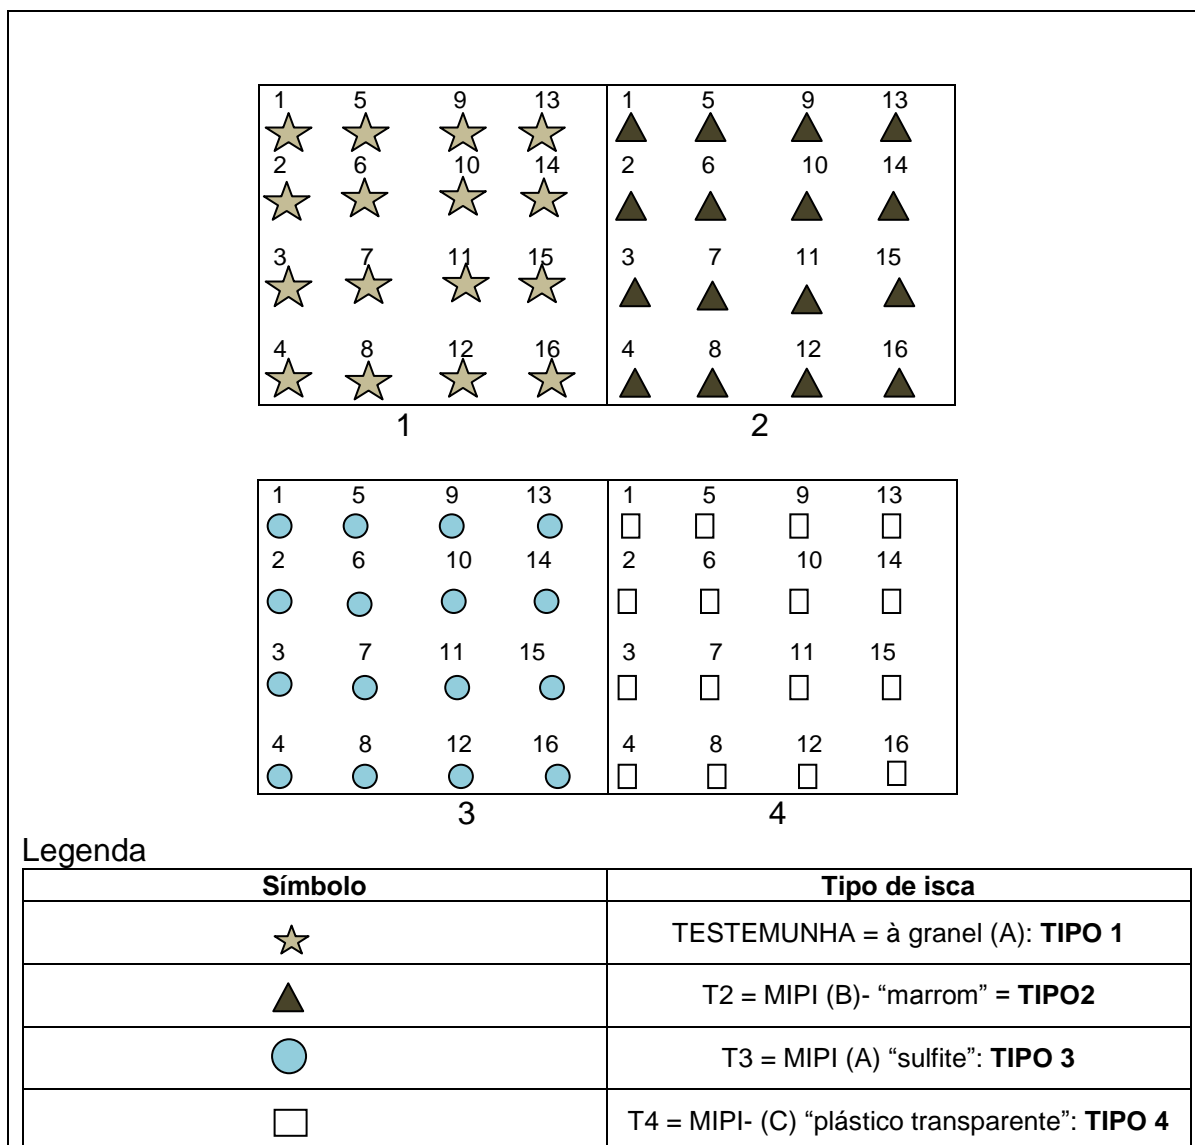 1 5 9 13 1 5 9 13
2 6 10 14 2 6 10 14
3 7 11 15 3 7 11 15
4 8 12 16 4 8 12 16
1 2
1 5 9 13 1 5 9 13
2 6 10 14 2 6 10 14
3 7 11 15 3 7 11 15
4 8 12 16 4 8 12 16
3 4
Legenda
Símbolo Tipo de isca
TESTEMUNHA = à granel (A): TIPO 1
T2 = MIPI (B)- “marrom” = TIPO2
T3 = MIPI (A) “sulfite”: TIPO 3
T4 = MIPI- (C) “plástico transparente”: TIPO 4